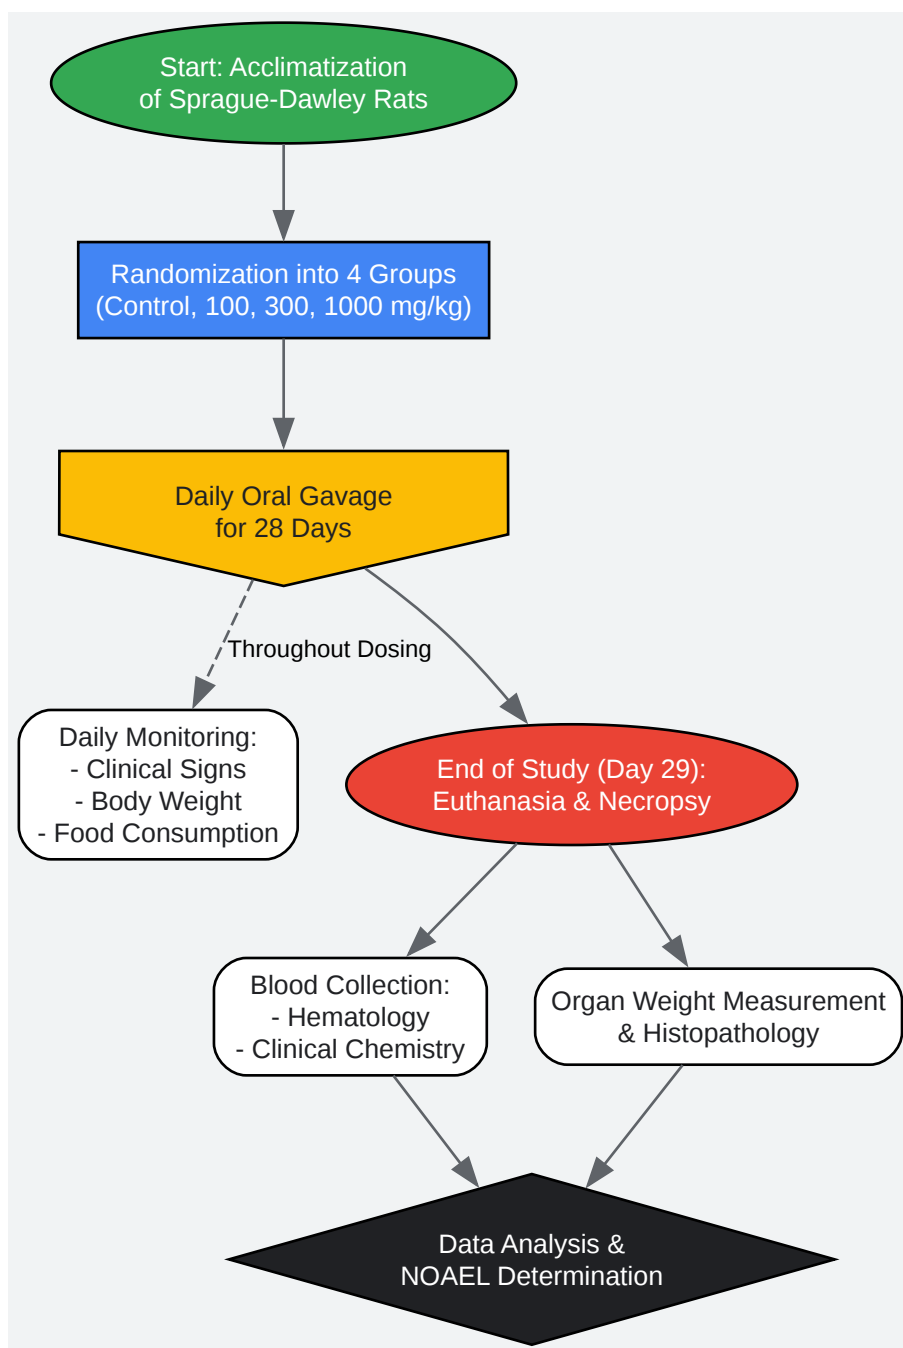 Start: Acclimatization
of Sprague-Dawley Rats
Randomization into 4 Groups
(Control, 100, 300, 1000 mg/kg)
Daily Oral Gavage
for 28 Days
Throughout Dosing
Daily Monitoring:
- Clinical Signs
- Body Weight
- Food Consumption
End of Study (Day 29):
Euthanasia & Necropsy
Blood Collection:
- Hematology
- Clinical Chemistry
Organ Weight Measurement
& Histopathology
Data Analysis &
NOAEL Determination